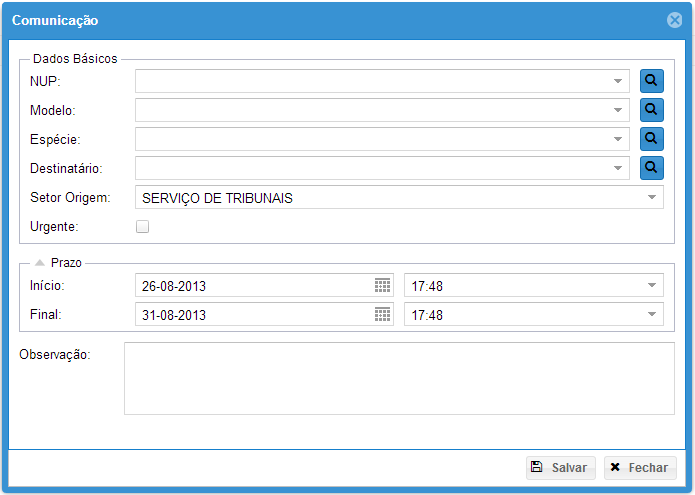 Comunicação
Dados Básicos
NUP:
Modelo:
Espécie:
Destinatário:
Setor Origem: SERVIÇO DE TRIBUNAIS
Urgente:
Prazo
Início: 26-08-2013 17:48
Final: 31-08-2013 17:48
Observação:
Salvar Fechar